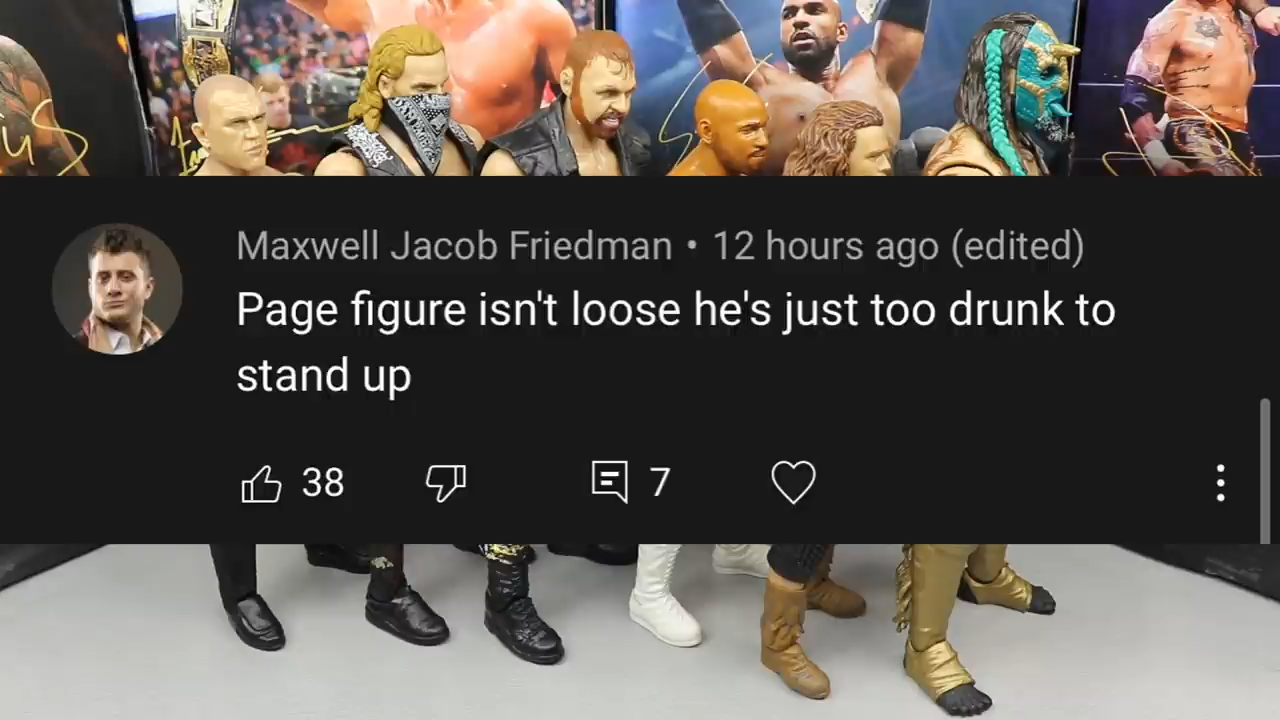 Maxwell Jacob Friedman • 12 hours ago (edited)
Page figure isn't loose he's just too drunk to
stand up
38
7